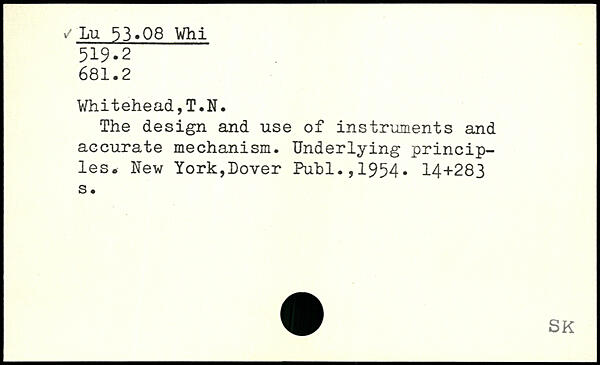 ✓ Lu 53.08 Whi
519.2
681.2
Whitehead,T.N.
The design and use of instruments and
accurate mechanism. Underlying princip-
les. New York,Dover Publ.,1954. 14+283
s.
SK